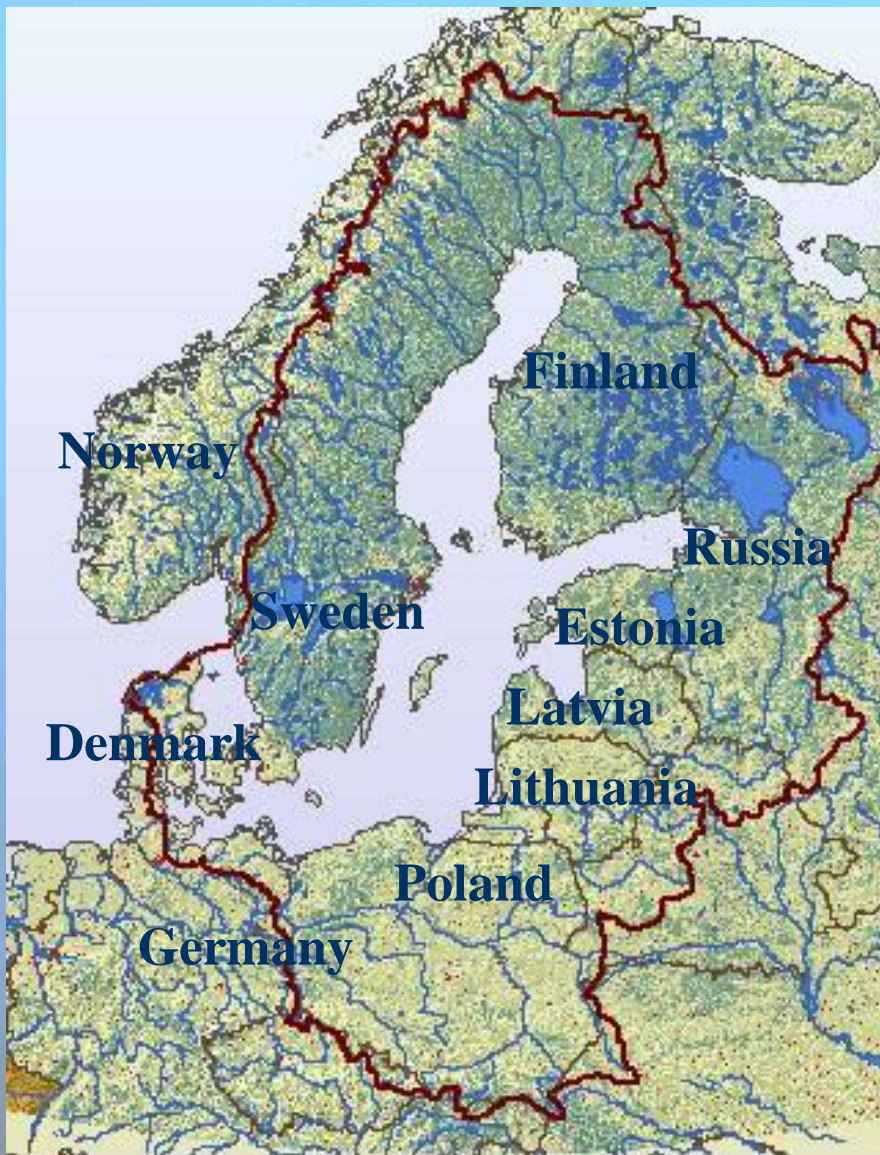 Finland
Norway
Russia
Sweden
Estonia
Latvia
Denmark
Lithuania
Poland
Germany